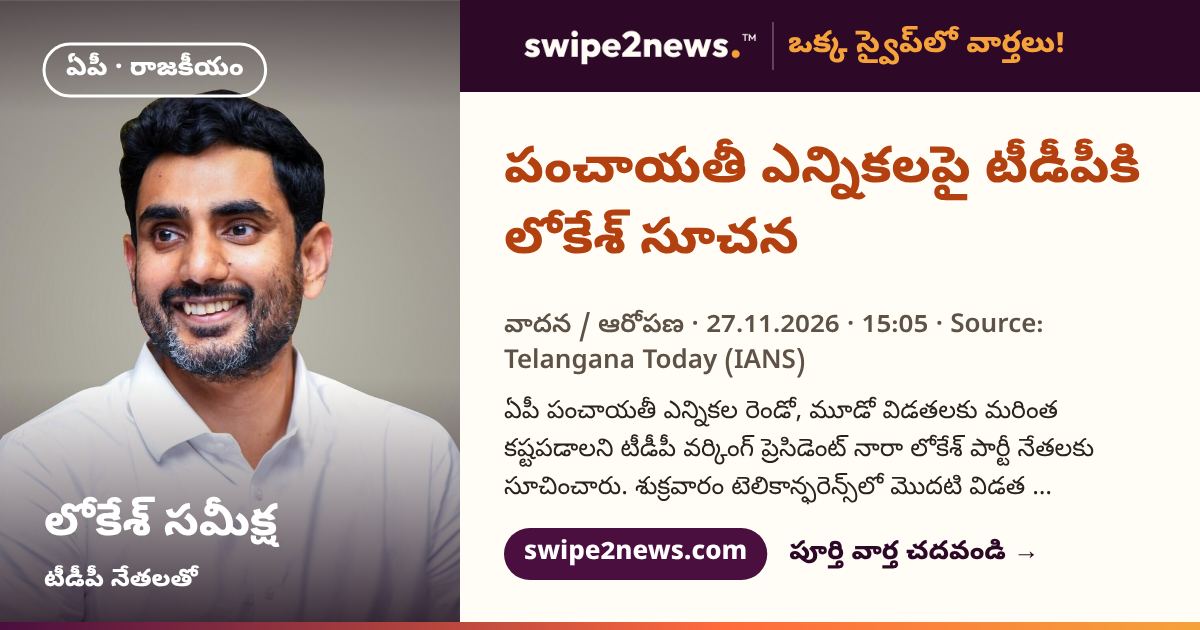 ఏపీ · రాజకీయం
లోకేశ్ సమీక్ష
టీడీపీ నేతలతో
swipe2news.™
ఒక్క స్వైప్‌లో వార్తలు!
పంచాయతీ ఎన్నికలపై టీడీపీకి
లోకేశ్ సూచన
వాదన / ఆరోపణ · 27.11.2026 · 15:05 · Source:
Telangana Today (IANS)
ఏపీ పంచాయతీ ఎన్నికల రెండో, మూడో విడతలకు మరింత
కష్టపడాలని టీడీపీ వర్కింగ్ ప్రెసిడెంట్ నారా లోకేశ్ పార్టీ నేతలకు
సూచించారు. శుక్రవారం టెలికాన్ఫరెన్స్‌లో మొదటి విడత ...
swipe2news.com
పూర్తి వార్త చదవండి →